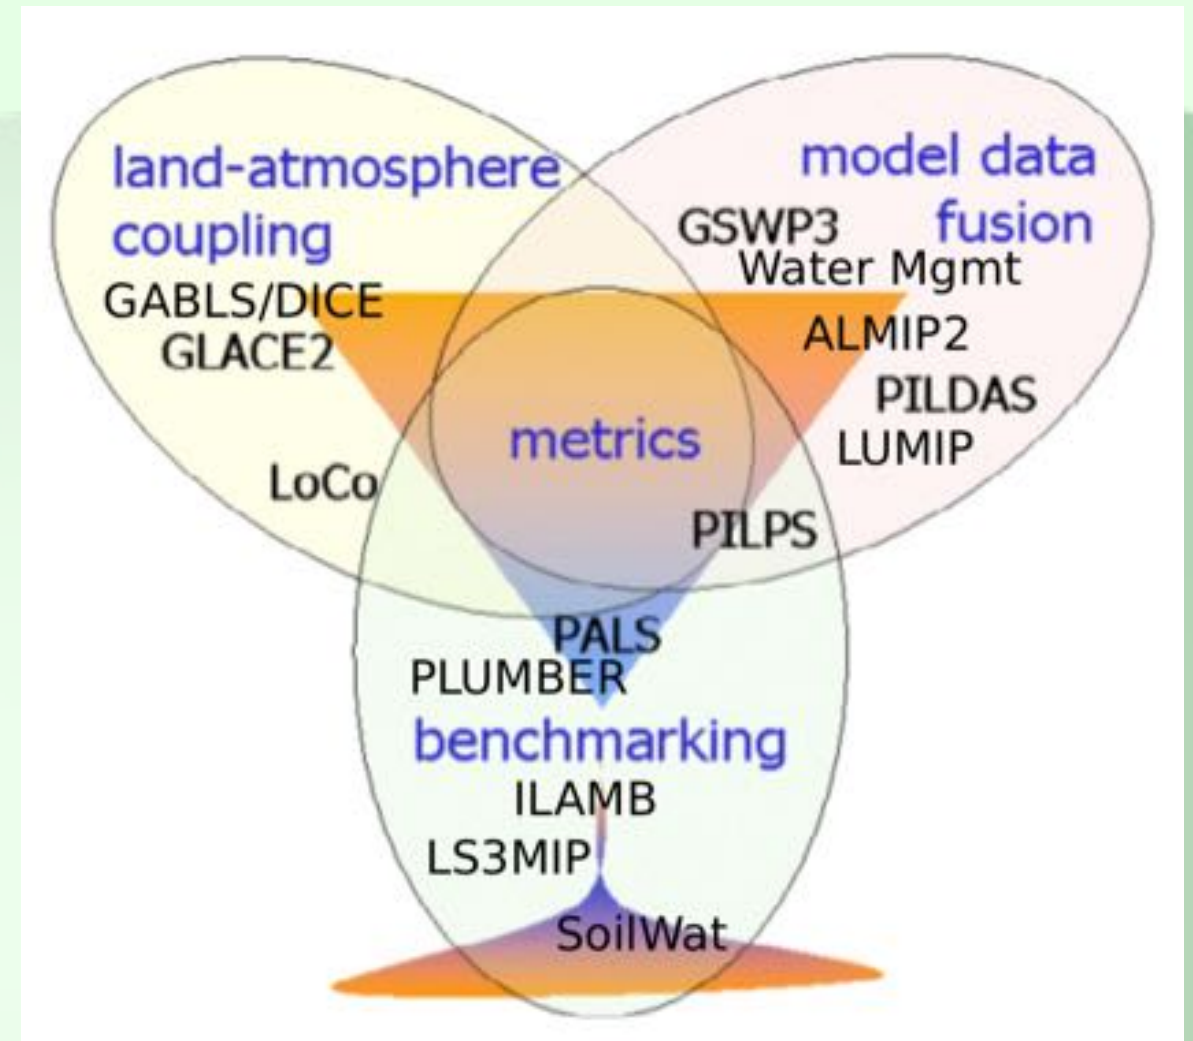 land-atmosphere
coupling
GABLS/DICE
GLACE2
LoCo
model data
GSWP3 fusion
Water Mgmt
ALMIP2
PILDAS
LUMIP
metrics
PILPS
PALS
PLUMBER
benchmarking
ILAMB
LS3MIP
SoilWat